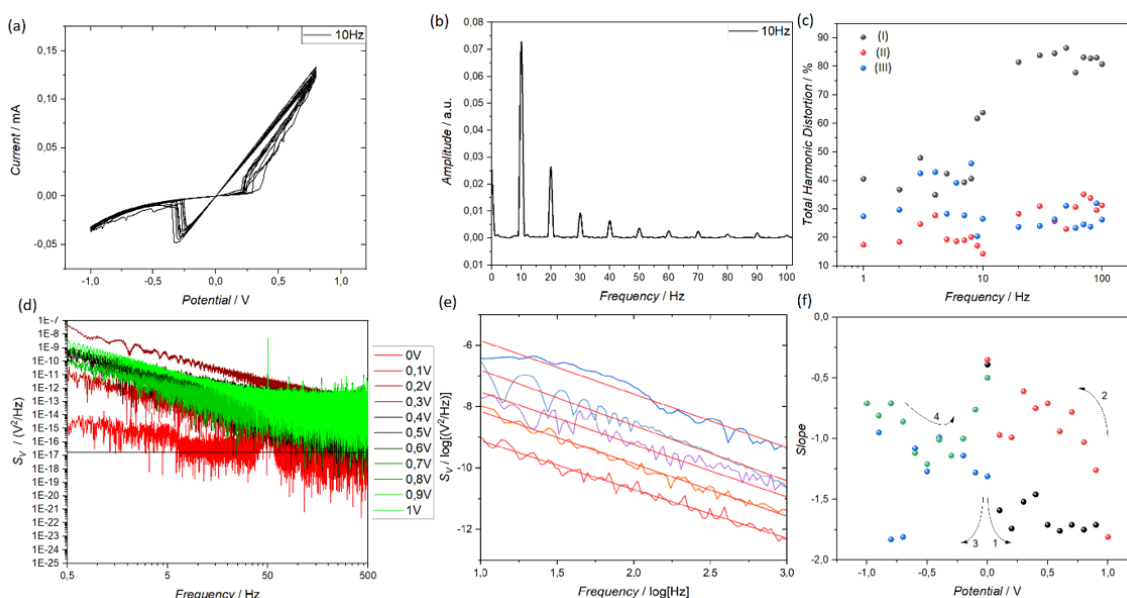 (a)
10Hz
0,15
0,10
0,05
0,00
-0,05
Current / mA
-1,0 -0,5 0,0 0,5 1,0
Potential / V
(b)
10Hz
0,08
0,07
0,06
0,05
0,04
0,03
0,02
0,01
0,00
0,01
Amplitude / a.u.
0 10 20 30 40 50 60 70 80 90 100
Frequency / Hz
(c)
(I)
(II)
(III)
95
90
85
80
75
70
65
60
55
50
45
40
35
30
25
20
15
10
Total Harmonic Distortion / %
1 10 100
Frequency / Hz
(d)
1E-7
1E-8
1E-9
1E-10
1E-11
1E-12
1E-13
1E-14
1E-15
1E-16
1E-17
1E-18
1E-19
1E-20
1E-21
1E-22
1E-23
1E-24
1E-25
S_V / (V²/Hz)
0,5 5 50 500
Frequency / Hz
0V
0,1V
0,2V
0,3V
0,4V
0,5V
0,6V
0,7V
0,8V
0,9V
1V
(e)
-6
-8
-10
-12
S_V / log[V²/Hz)]
1,0 1,5 2,0 2,5 3,0
Frequency / log[Hz]
(f)
0,0
-0,5
-1,0
-1,5
-2,0
Slope
2
4
3
1
-1,0 -0,5 0,0 0,5 1,0
Potential / V